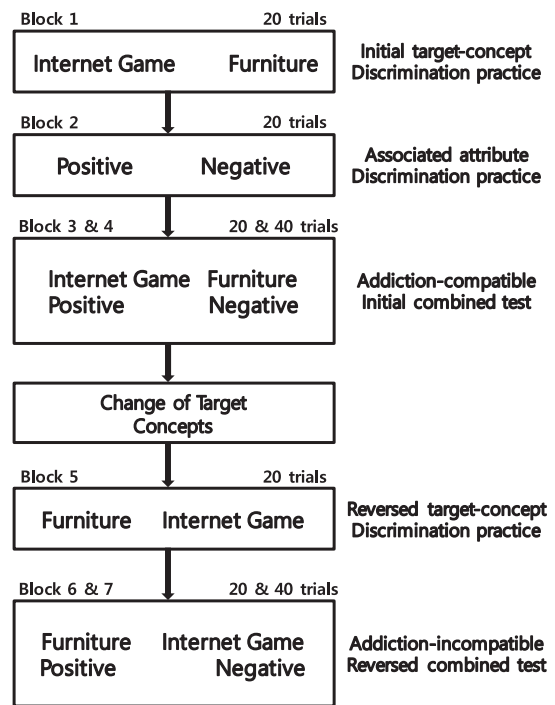 Block 1 20 trials
Internet Game Furniture
Initial target-concept
Discrimination practice
Block 2 20 trials
Positive Negative
Associated attribute
Discrimination practice
Block 3 & 4 20 & 40 trials
Internet Game Furniture
Positive Negative
Addiction-compatible
Initial combined test
Change of Target
Concepts
Block 5 20 trials
Furniture Internet Game
Reversed target-concept
Discrimination practice
Block 6 & 7 20 & 40 trials
Furniture Internet Game
Positive Negative
Addiction-incompatible
Reversed combined test